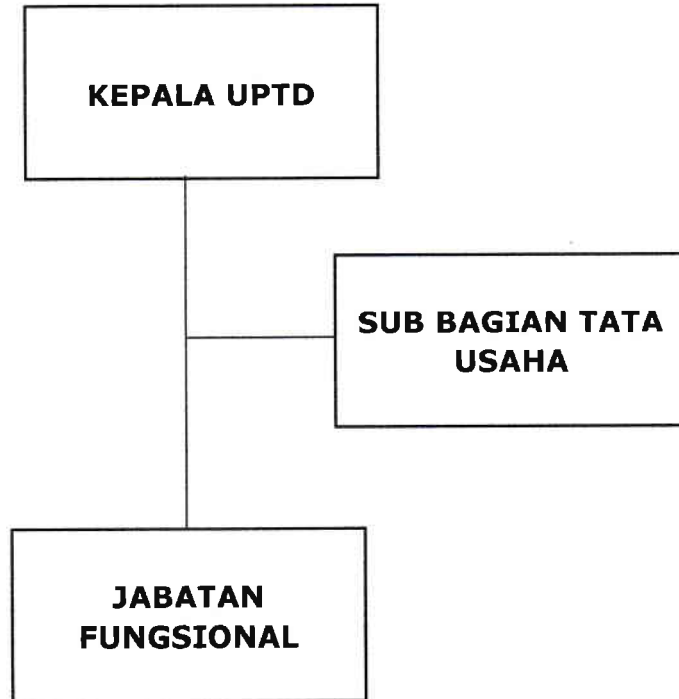 KEPALA UPTD
SUB BAGIAN TATA
USAHA
JABATAN
FUNGSIONAL